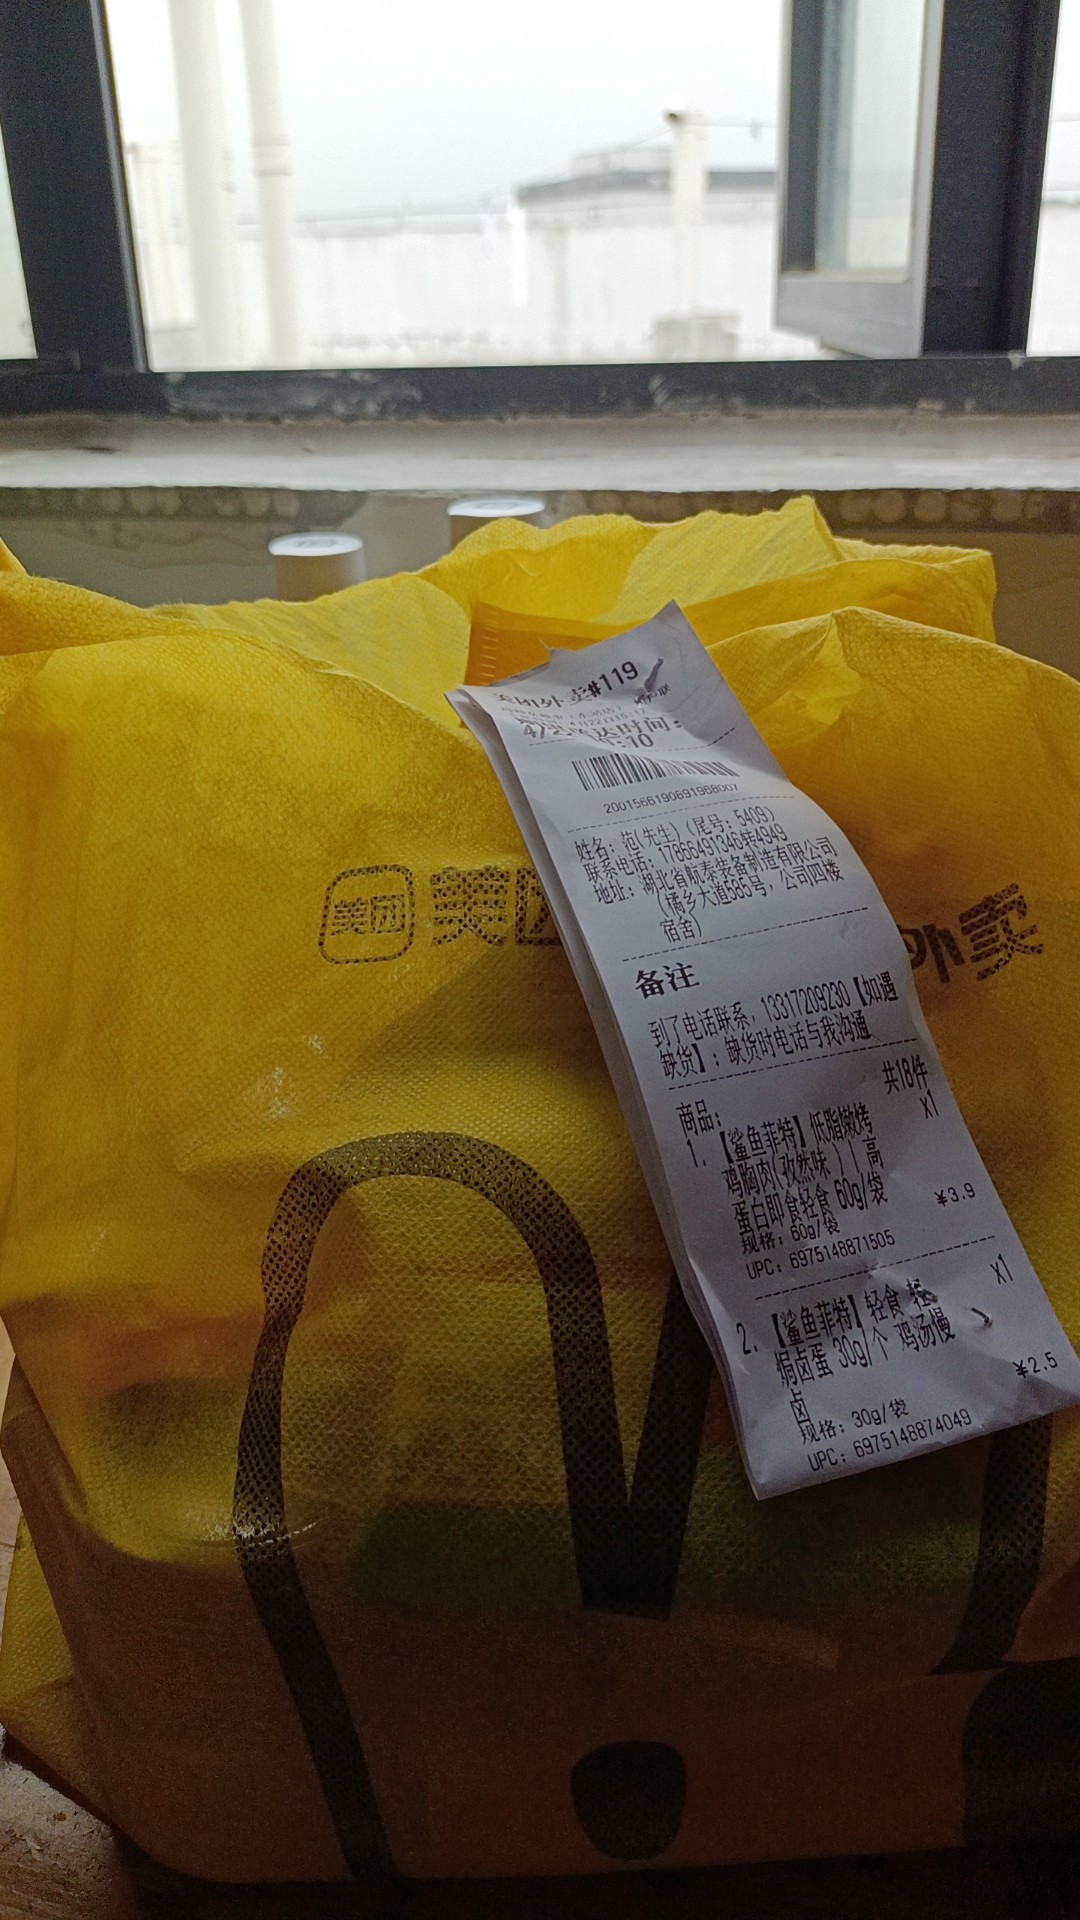 美团外卖#119
送达时间:
:10
2001566190691968007
姓名: 范(先生) (尾号: 5409)
联系电话: 17866491346转4949
地址: 湖北省航泰装备制造有限公司
(橘乡大道585号, 公司四楼
宿舍)
备注
到了电话联系, 13317209230【如遇
缺货】: 缺货时电话与我沟通
共18件
商品:
1. 【鲨鱼菲特】低脂嫩烤 X1
鸡胸肉(孜然味)|高
蛋白即食轻食 60g/袋
规格: 60g/袋 ¥3.9
UPC: 6975148871505
2. 【鲨鱼菲特】轻食 X1
焗卤蛋 30g/个 鸡汤慢
卤
规格: 30g/袋 ¥2.5
UPC: 6975148874049
美团 美团
外卖